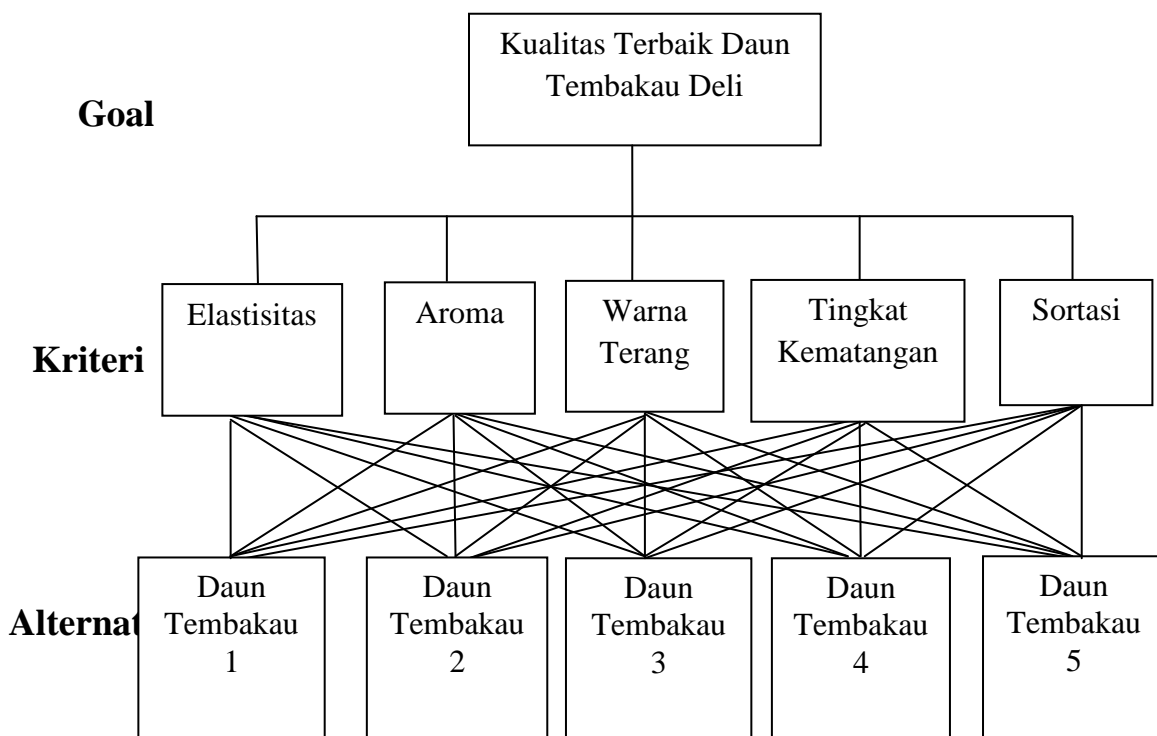 Kualitas Terbaik Daun
Tembakau Deli
Goal
Elastisitas
Aroma
Warna
Terang
Tingkat
Kematangan
Sortasi
Kriteri
Daun
Tembakau
1
Daun
Tembakau
2
Daun
Tembakau
3
Daun
Tembakau
4
Daun
Tembakau
5
Alternat